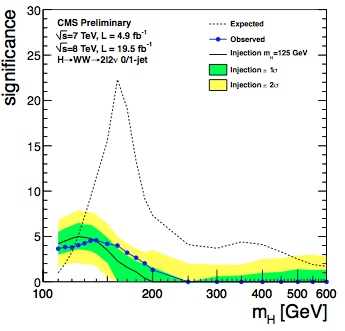 CMS Preliminary
√s=7 TeV, L = 4.9 fb⁻¹
√s=8 TeV, L = 19.5 fb⁻¹
H→WW→2l2ν 0/1-jet
Expected
Observed
Injection m_H=125 GeV
Injection ± 1σ
Injection ± 2σ
significance
30
25
20
15
10
5
0
100
200
300
400
500
600
m_H [GeV]